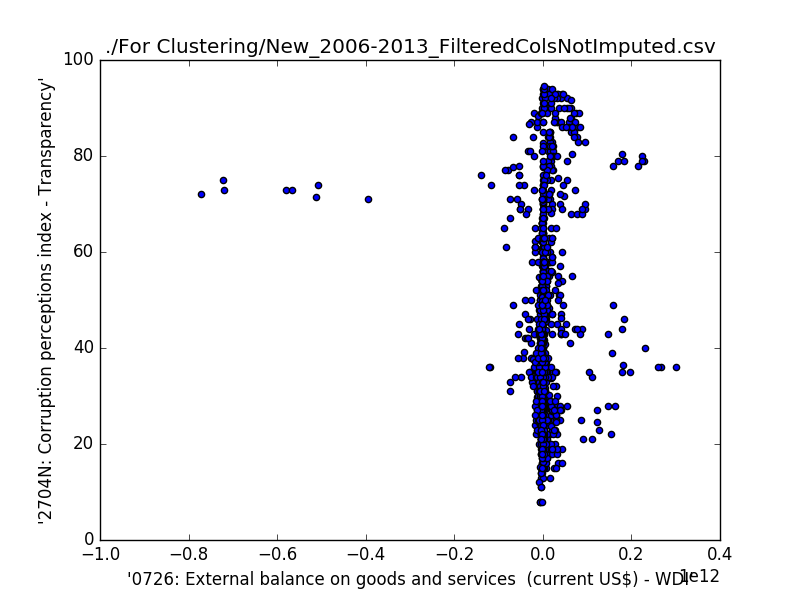 ./For Clustering/New_2006-2013_FilteredColsNotImputed.csv
100
80
60
40
20
0
'2704N: Corruption perceptions index - Transparency'
−1.0 −0.8 −0.6 −0.4 −0.2 0.0 0.2 0.4
1e12
'0726: External balance on goods and services  (current US$) - WDI'